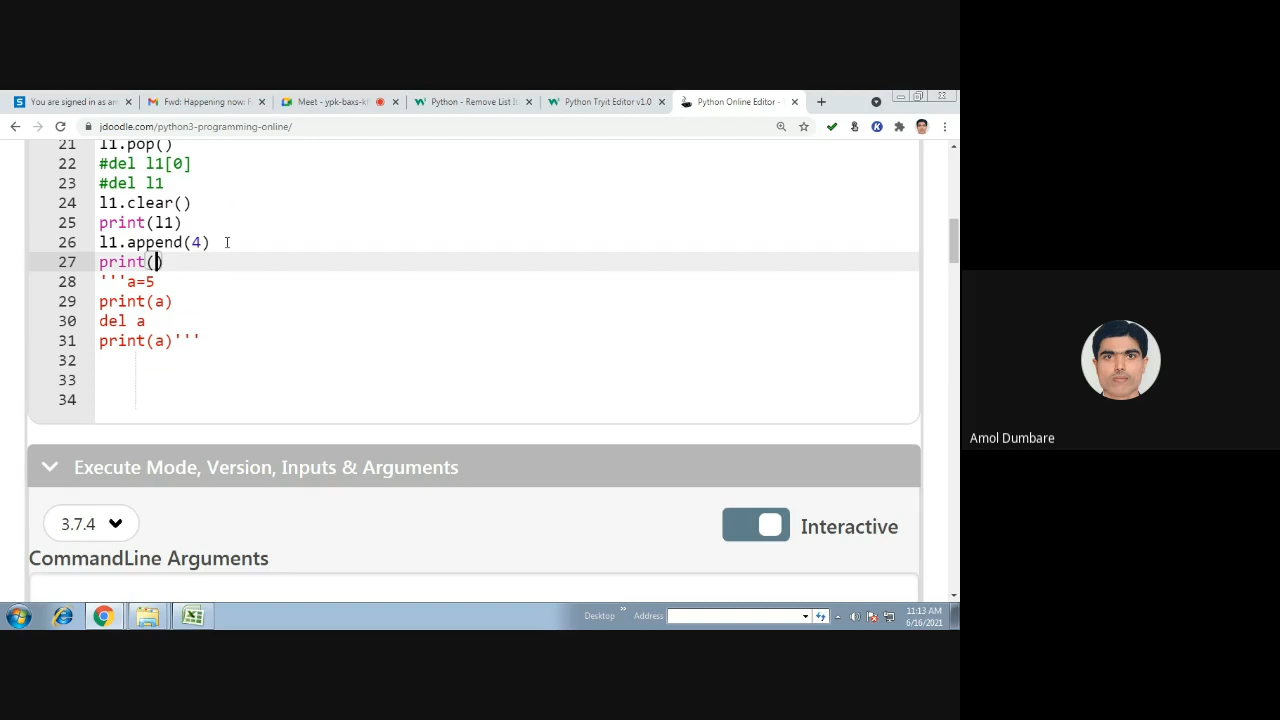 You are signed in as am
Fwd: Happening now: F
Meet - ypk-baxs-kf
Python - Remove List It
Python Tryit Editor v1.0
Python Online Editor -
jdoodle.com/python3-programming-online/
21 l1.pop()
22 #del l1[0]
23 #del l1
24 l1.clear()
25 print(l1)
26 l1.append(4)
27 print()
28 '''a=5
29 print(a)
30 del a
31 print(a)'''
32
33
34
Execute Mode, Version, Inputs & Arguments
3.7.4
Interactive
CommandLine Arguments
Amol Dumbare
Desktop » Address
11:13 AM
6/16/2021